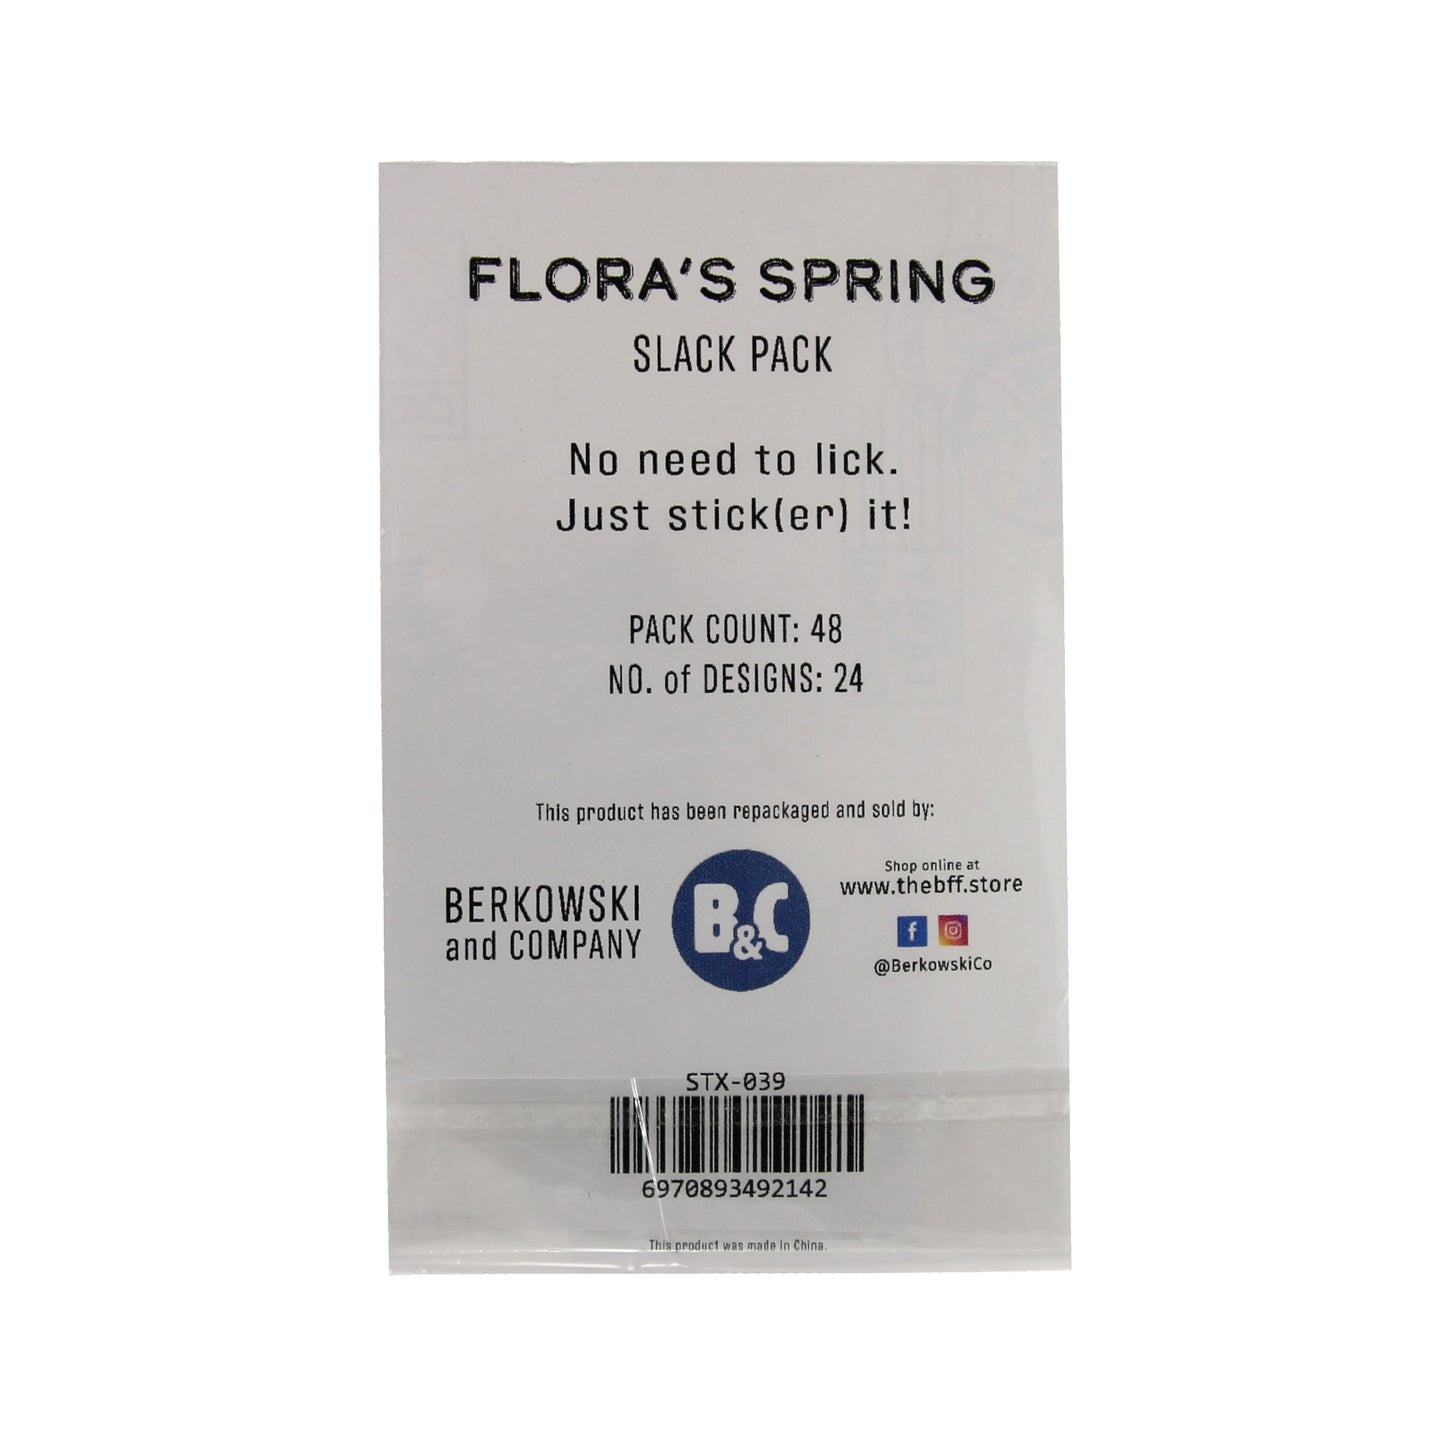 FLORA'S SPRING
SLACK PACK
No need to lick.
Just stick(er) it!
PACK COUNT: 48
NO. of DESIGNS: 24
This product has been repackaged and sold by:
BERKOWSKI
and COMPANY
B&C
Shop online at
www.thebff.store
@BerkowskiCo
STX-039
6970893492142
This product was made in China.